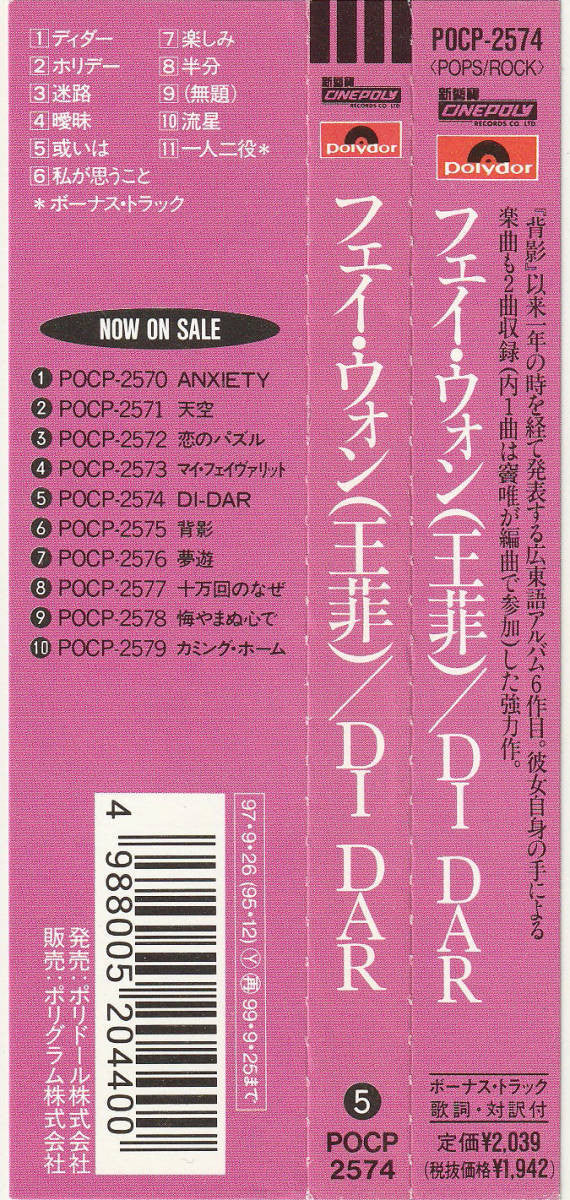 1 ディダー
2 ホリデー
3 迷路
4 曖昧
5 或いは
6 私が思うこと
7 楽しみ
8 半分
9 (無題)
10 流星
11 一人二役*
*ボーナス・トラック
NOW ON SALE
❶ POCP-2570 ANXIETY
❷ POCP-2571 天空
❸ POCP-2572 恋のパズル
❹ POCP-2573 マイ・フェイヴァリット
❺ POCP-2574 DI-DAR
❻ POCP-2575 背影
❼ POCP-2576 夢遊
❽ POCP-2577 十万回のなぜ
❾ POCP-2578 悔やまぬ心で
❿ POCP-2579 カミング・ホーム
4 988005 204400
97・9・26 (95・12) Ⓨ 再 99・9・25まで
発売:ポリドール株式会社
販売:ポリグラム株式会社
新藝寶
CINEPOLY
RECORDS CO. LTD.
polydor
フェイ・ウォン(王菲)/DI DAR
❺
POCP
2574
POCP-2574
〈POPS/ROCK〉
新藝寶
CINEPOLY
RECORDS CO. LTD.
polydor
フェイ・ウォン(王菲)/DI DAR
『背影』以来一年の時を経て発表する広東語アルバム6作目。彼女自身の手による
楽曲も2曲収録(内1曲は竇唯が編曲で参加)した強力作。
ボーナス・トラック
歌詞・対訳付
定価¥2,039
(税抜価格¥1,942)